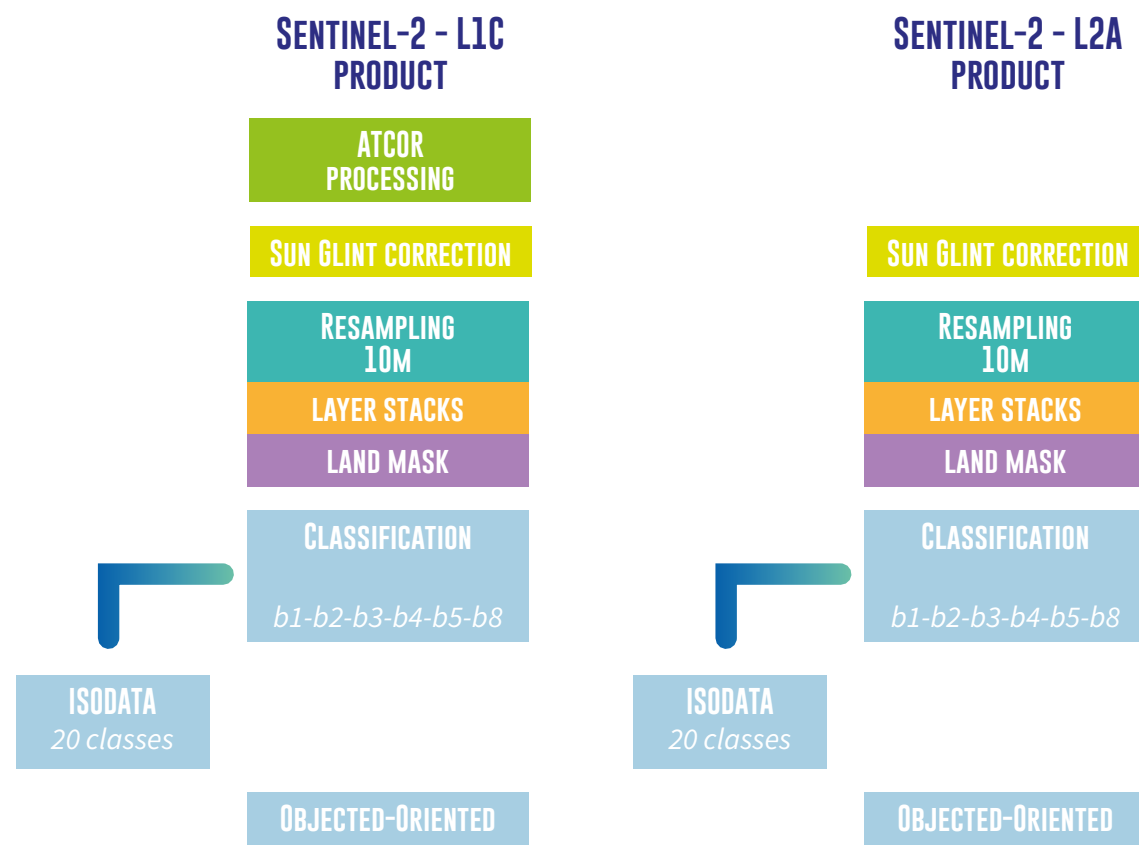 Sentinel-2 - L1C
product
ATCOR
processing
Sun Glint correction
Resampling
10m
layer stacks
land mask
Classification
b1-b2-b3-b4-b5-b8
ISODATA
20 classes
Objected-Oriented
Sentinel-2 - L2A
product
Sun Glint correction
Resampling
10m
layer stacks
land mask
Classification
b1-b2-b3-b4-b5-b8
ISODATA
20 classes
Objected-Oriented